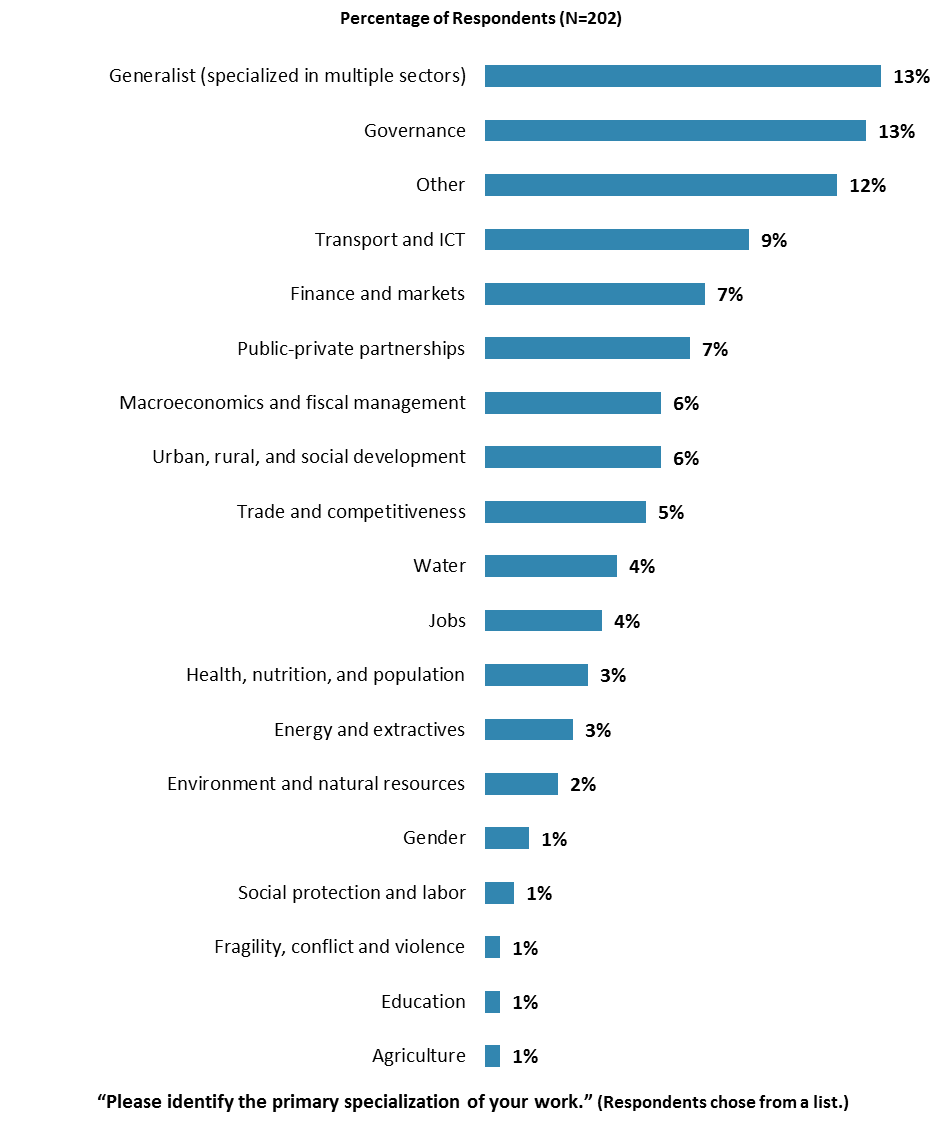 Percentage of Respondents (N=202)
Generalist (specialized in multiple sectors) 13%
Governance 13%
Other 12%
Transport and ICT 9%
Finance and markets 7%
Public-private partnerships 7%
Macroeconomics and fiscal management 6%
Urban, rural, and social development 6%
Trade and competitiveness 5%
Water 4%
Jobs 4%
Health, nutrition, and population 3%
Energy and extractives 3%
Environment and natural resources 2%
Gender 1%
Social protection and labor 1%
Fragility, conflict and violence 1%
Education 1%
Agriculture 1%
“Please identify the primary specialization of your work.” (Respondents chose from a list.)